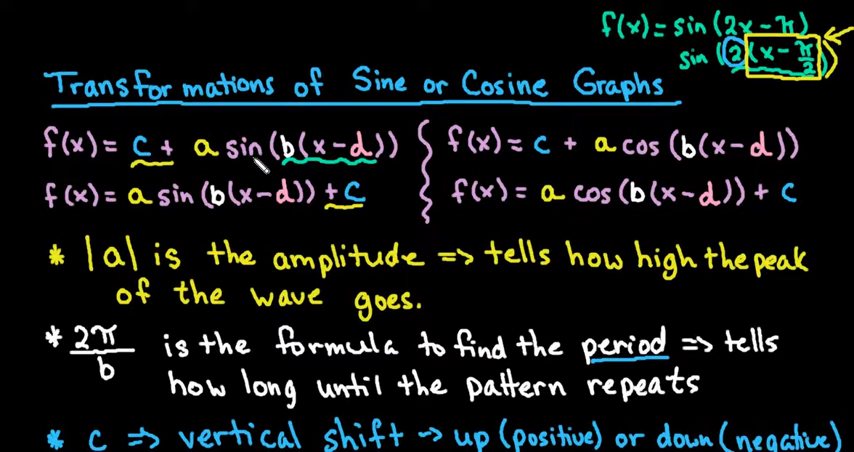 f(x) = sin (2x - π)
sin (2(x - π/2))
Transformations of Sine or Cosine Graphs
f(x) = c + a sin (b(x-d))
f(x) = a sin (b(x-d)) + c
f(x) = c + a cos (b(x-d))
f(x) = a cos (b(x-d)) + c
* |a| is the amplitude => tells how high the peak
of the wave goes.
* 2π/b is the formula to find the period => tells
how long until the pattern repeats
* c => vertical shift → up (positive) or down (negative)